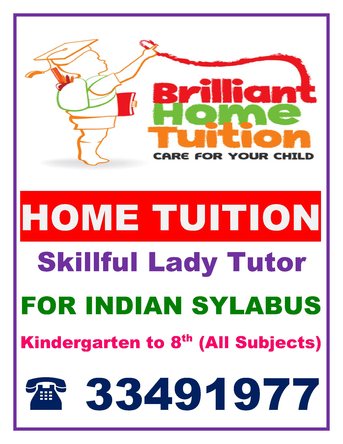 Brilliant
Home
Tuition
CARE FOR YOUR CHILD
HOME TUITION
Skillful Lady Tutor
FOR INDIAN SYLABUS
Kindergarten to 8th (All Subjects)
☎ 33491977